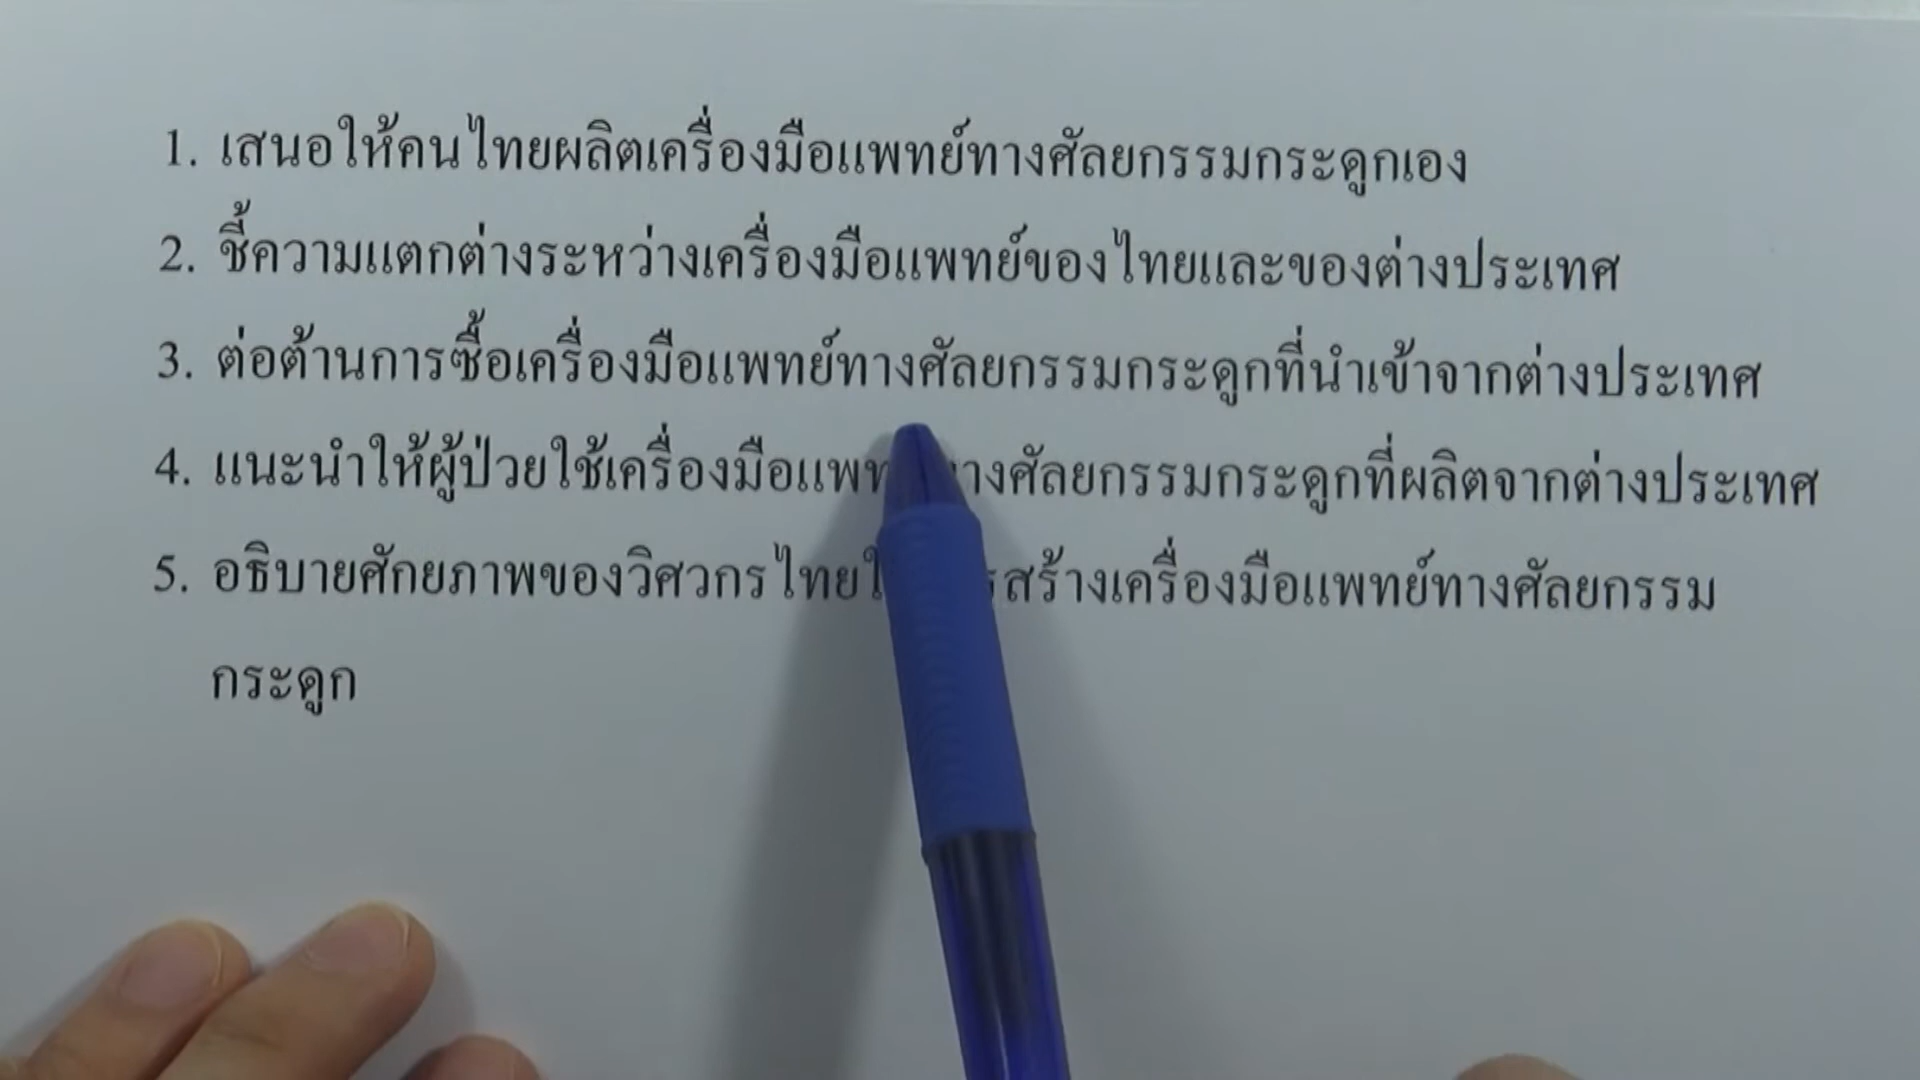 1. เสนอให้คนไทยผลิตเครื่องมือแพทย์ทางศัลยกรรมกระดูกเอง
2. ชี้ความแตกต่างระหว่างเครื่องมือแพทย์ของไทยและของต่างประเทศ
3. ต่อต้านการซื้อเครื่องมือแพทย์ทางศัลยกรรมกระดูกที่นำเข้าจากต่างประเทศ
4. แนะนำให้ผู้ป่วยใช้เครื่องมือแพทย์ทางศัลยกรรมกระดูกที่ผลิตจากต่างประเทศ
5. อธิบายศักยภาพของวิศวกรไทยในการสร้างเครื่องมือแพทย์ทางศัลยกรรม
กระดูก